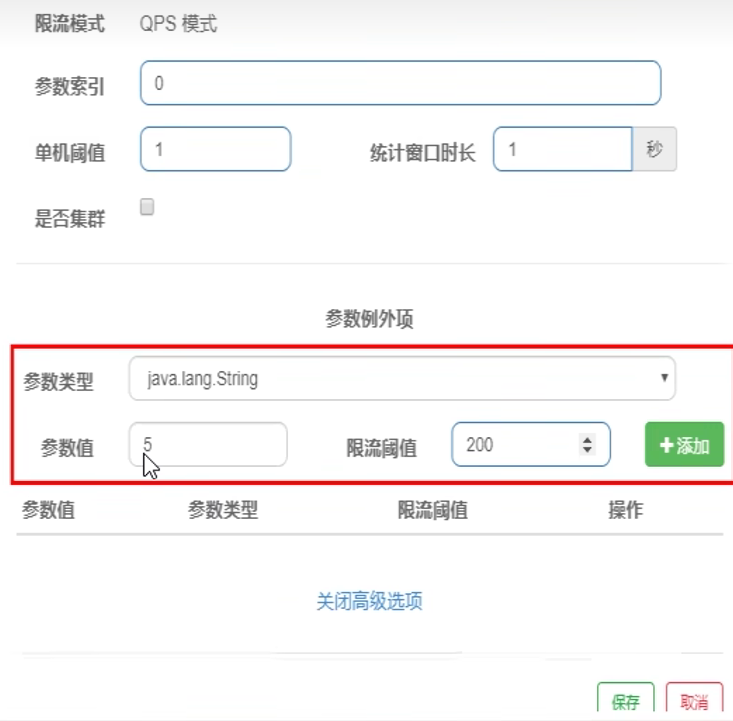 限流模式 QPS 模式
参数索引 0
单机阈值 1 统计窗口时长 1 秒
是否集群
参数例外项
参数类型 java.lang.String
参数值 5 限流阈值 200 +添加
参数值 参数类型 限流阈值 操作
关闭高级选项
保存 取消